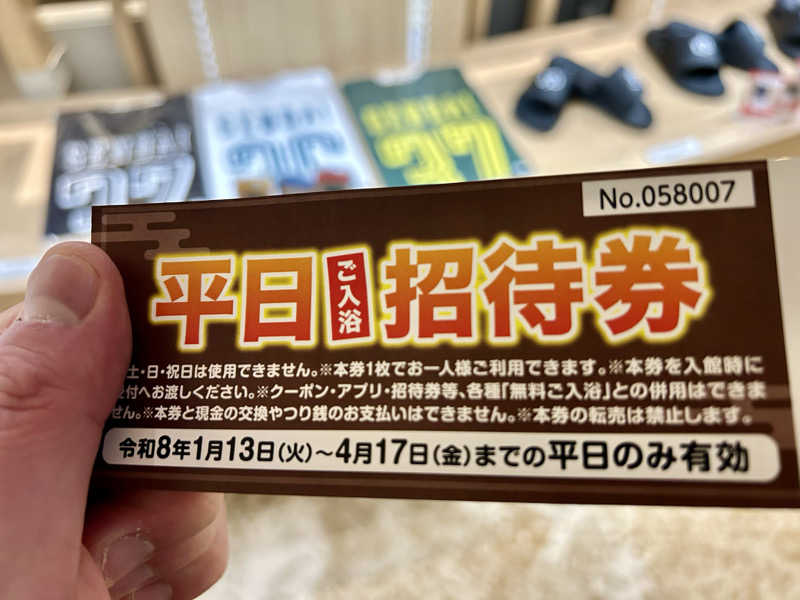 No.058007
平日ご入浴招待券
土・日・祝日は使用できません。※本券1枚でお一人様ご利用できます。※本券を入館時に
へお渡しください。※クーポン・アプリ・招待券等、各種「無料ご入浴」との併用はできま
せん。※本券と現金の交換やつり銭のお支払いはできません。※本券の転売は禁止します。
令和8年1月13日(火)～4月17日(金)までの平日のみ有効
37